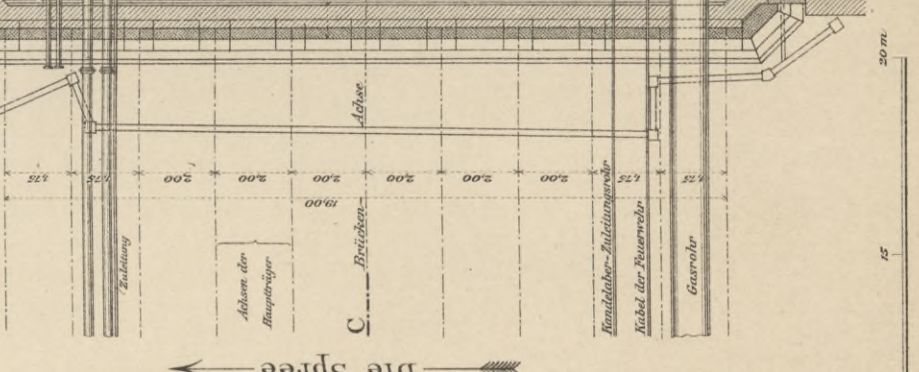 20 m
Achse
1,75
1,75
2,00
2,00
2,00
2,00
2,00
2,00
1,75
1,75
19,00
Zuleitung
Achsen der
Hauptträger
Brücken-
Kandelaber-Zuleitungsrohr
Kabel der Feuerwehr
Gasrohr
15
C
Die Spree